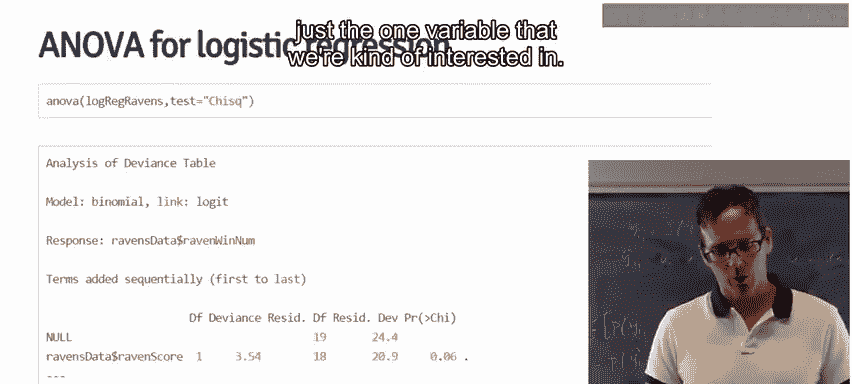 just the one variable that
we're kind of interested in.
ANOVA for logistic regression
anova(logRegRavens,test="Chisq")
Analysis of Deviance Table
Model: binomial, link: logit
Response: ravensData$ravenWinNum
Terms added sequentially (first to last)
Df Deviance Resid. Df Resid. Dev Pr(>Chi)
NULL 19 24.4
ravensData$ravenScore 1 3.54 18 20.9 0.06 .
---